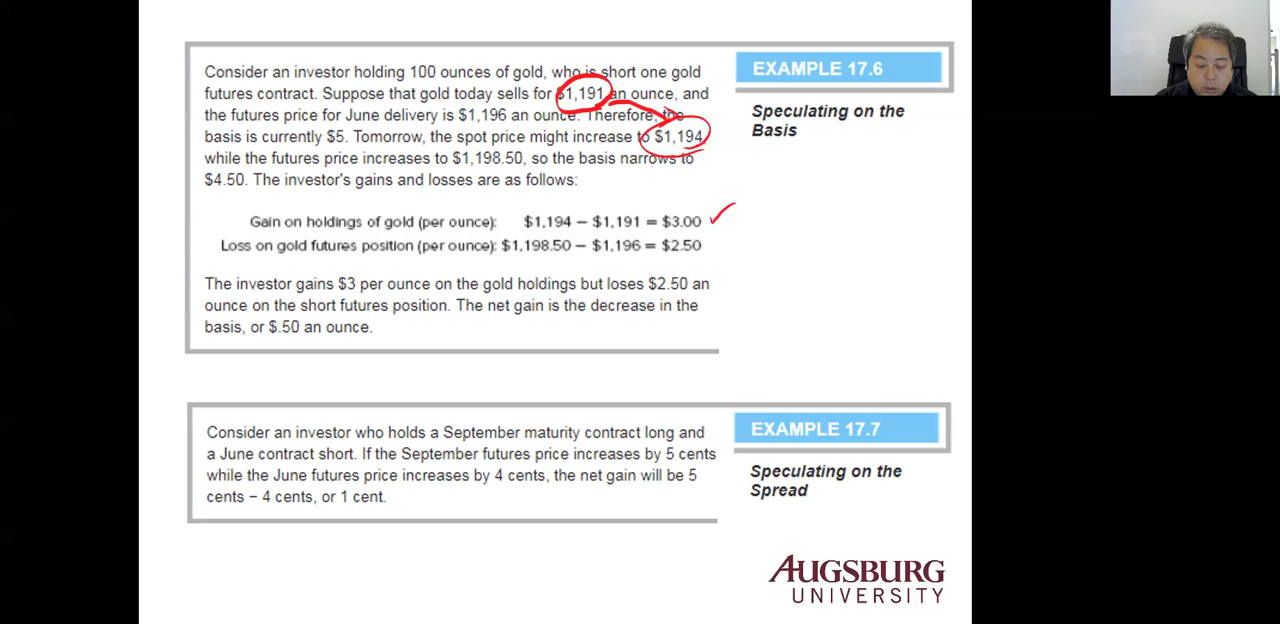 Consider an investor holding 100 ounces of gold, who is short one gold
futures contract. Suppose that gold today sells for $1,191 an ounce, and
the futures price for June delivery is $1,196 an ounce. Therefore, the
basis is currently $5. Tomorrow, the spot price might increase to $1,194,
while the futures price increases to $1,198.50, so the basis narrows to
$4.50. The investor's gains and losses are as follows:
Gain on holdings of gold (per ounce): $1,194 – $1,191 = $3.00
Loss on gold futures position (per ounce): $1,198.50 – $1,196 = $2.50
The investor gains $3 per ounce on the gold holdings but loses $2.50 an
ounce on the short futures position. The net gain is the decrease in the
basis, or $.50 an ounce.
EXAMPLE 17.6
Speculating on the
Basis
Consider an investor who holds a September maturity contract long and
a June contract short. If the September futures price increases by 5 cents
while the June futures price increases by 4 cents, the net gain will be 5
cents – 4 cents, or 1 cent.
EXAMPLE 17.7
Speculating on the
Spread
AUGSBURG
UNIVERSITY